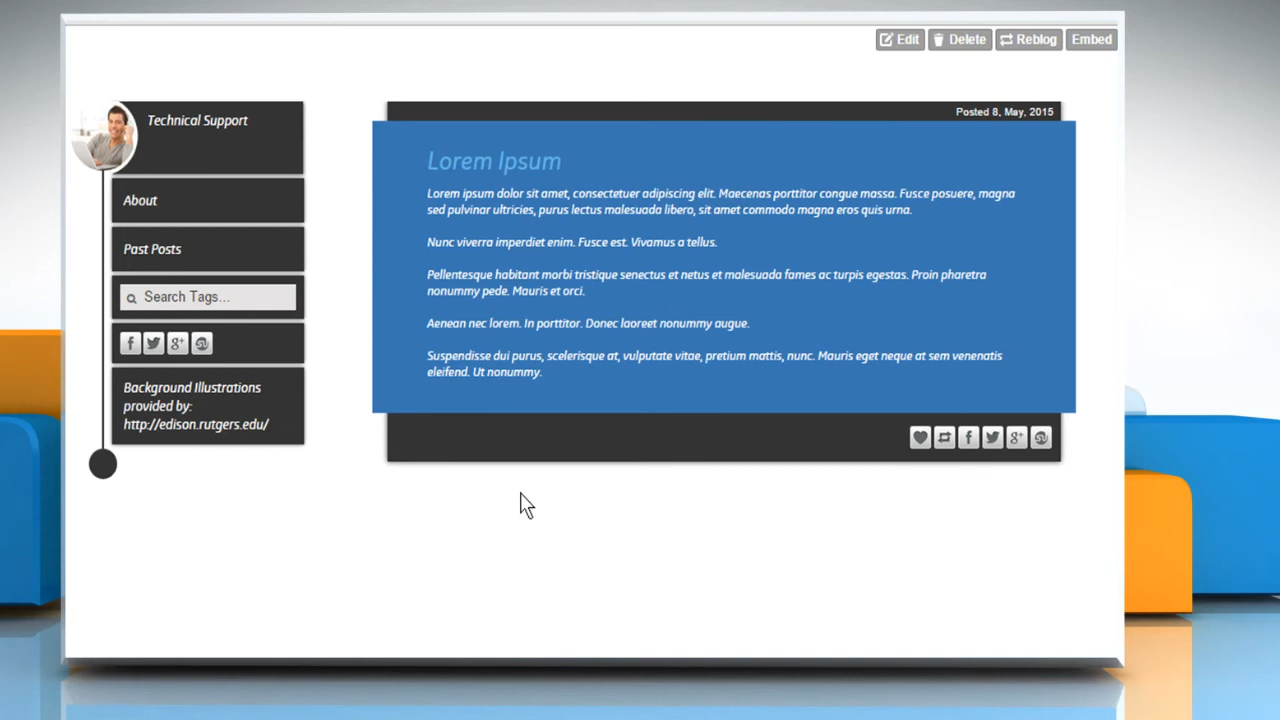 Edit Delete Reblog Embed
Technical Support
About
Past Posts
Search Tags...
Background Illustrations
provided by:
http://edison.rutgers.edu/
Posted 8, May, 2015
Lorem Ipsum
Lorem ipsum dolor sit amet, consectetuer adipiscing elit. Maecenas porttitor congue massa. Fusce posuere, magna
sed pulvinar ultricies, purus lectus malesuada libero, sit amet commodo magna eros quis urna.
Nunc viverra imperdiet enim. Fusce est. Vivamus a tellus.
Pellentesque habitant morbi tristique senectus et netus et malesuada fames ac turpis egestas. Proin pharetra
nonummy pede. Mauris et orci.
Aenean nec lorem. In porttitor. Donec laoreet nonummy augue.
Suspendisse dui purus, scelerisque at, vulputate vitae, pretium mattis, nunc. Mauris eget neque at sem venenatis
eleifend. Ut nonummy.